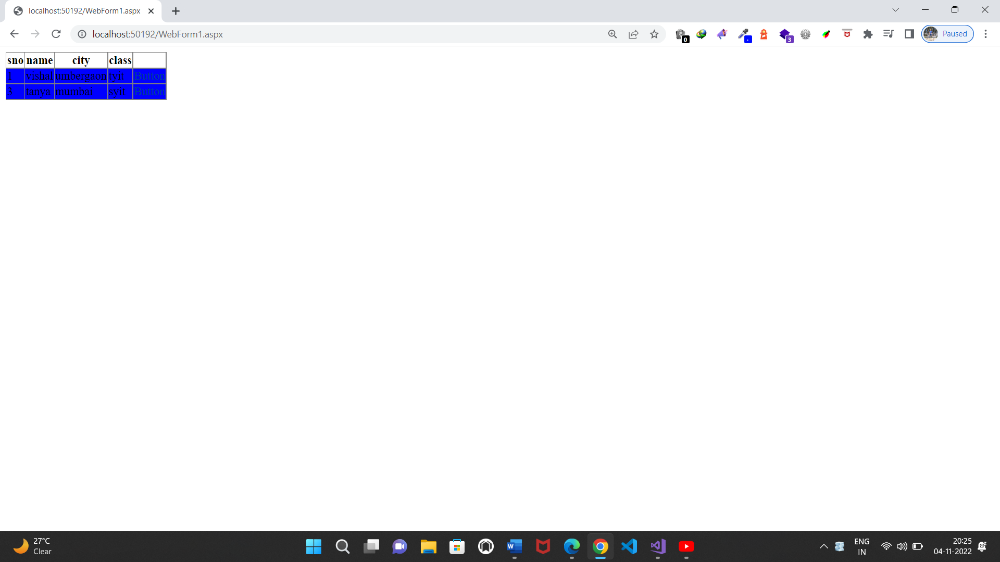 localhost:50192/WebForm1.aspx
localhost:50192/WebForm1.aspx
0
3
Paused
sno name city class
1 vishal umbergaon tyit Button
3 tanya mumbai syit Button
27°C
Clear
W
ENG
IN
20:25
04-11-2022